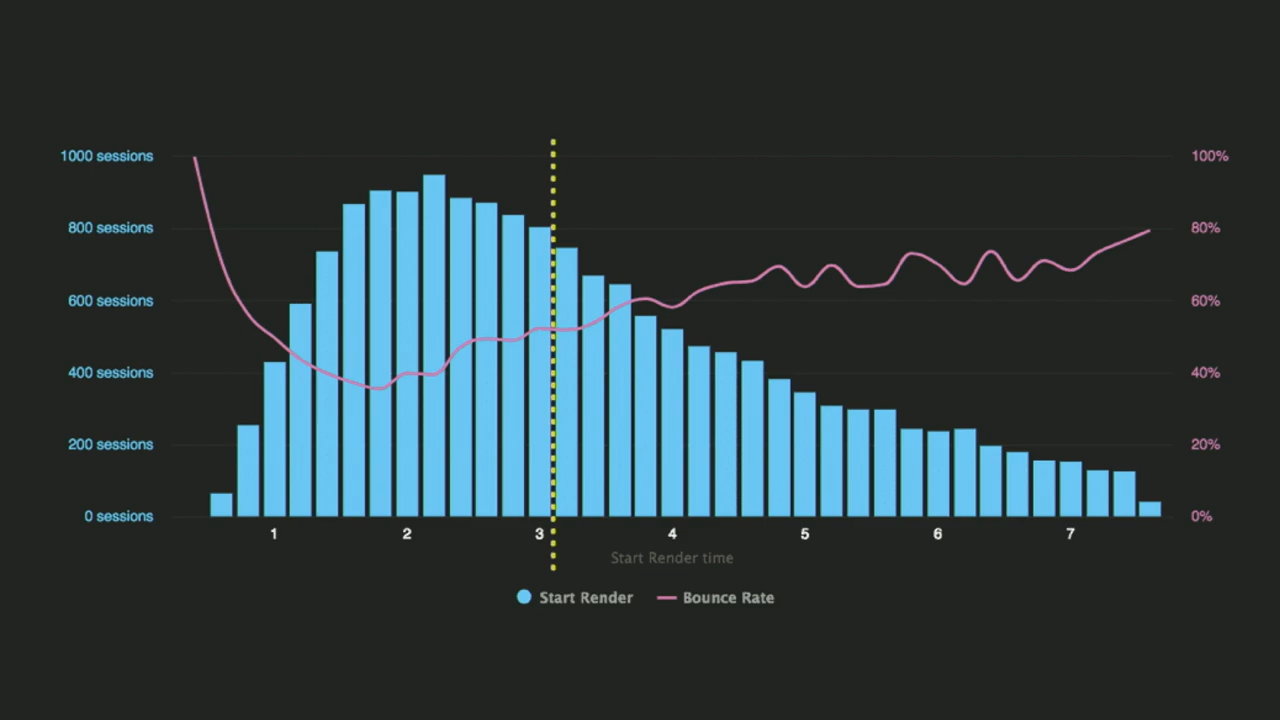 1000 sessions
100%
800 sessions
80%
600 sessions
60%
400 sessions
40%
200 sessions
20%
0 sessions
0%
1 2 3 4 5 6 7
Start Render time
Start Render Bounce Rate